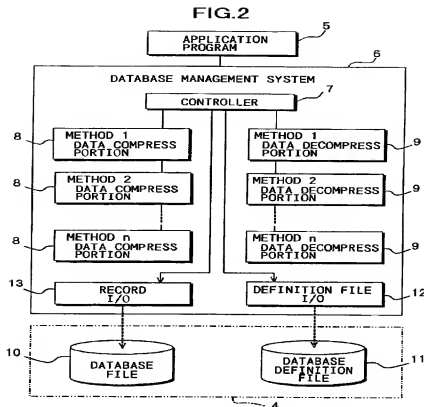 FIG.2
5
APPLICATION
PROGRAM
6
DATABASE MANAGEMENT SYSTEM
7
CONTROLLER
8
METHOD 1
DATA COMPRESS
PORTION
METHOD 1
DATA DECOMPRESS
PORTION
9
8
METHOD 2
DATA COMPRESS
PORTION
METHOD 2
DATA DECOMPRESS
PORTION
9
8
METHOD n
DATA COMPRESS
PORTION
METHOD n
DATA DECOMPRESS
PORTION
9
13
RECORD
I/O
DEFINITION FILE
I/O
12
10
DATABASE
FILE
DATABASE
DEFINITION
FILE
11
4